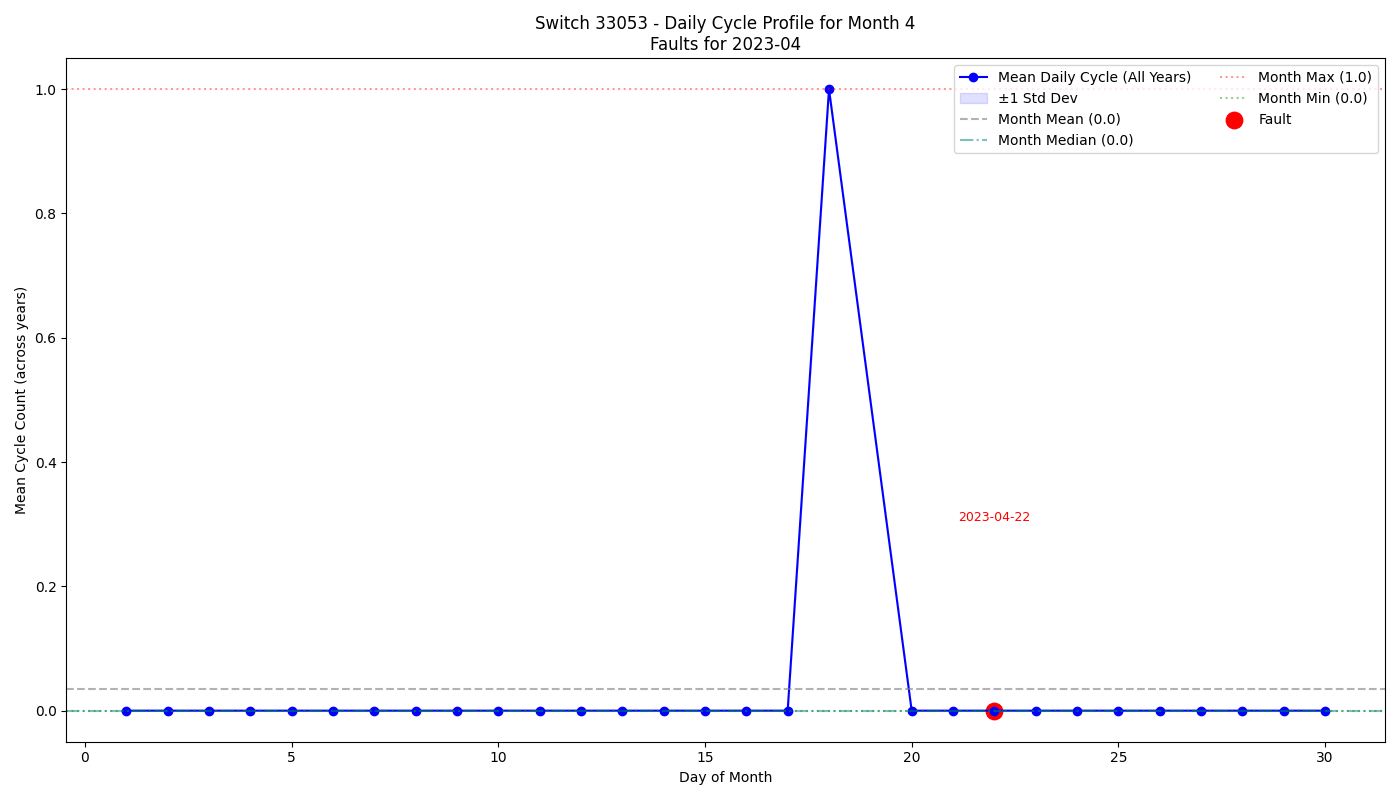 Switch 33053 - Daily Cycle Profile for Month 4
Faults for 2023-04
Mean Daily Cycle (All Years)
±1 Std Dev
Month Mean (0.0)
Month Median (0.0)
Month Max (1.0)
Month Min (0.0)
Fault
Mean Cycle Count (across years)
1.0
0.8
0.6
0.4
0.2
0.0
2023-04-22
0
5
10
15
20
25
30
Day of Month